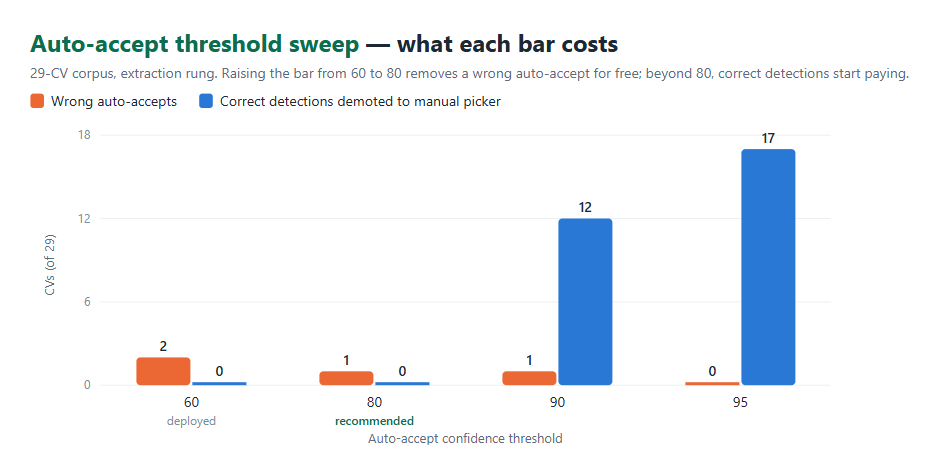 Auto-accept threshold sweep — what each bar costs
29-CV corpus, extraction rung. Raising the bar from 60 to 80 removes a wrong auto-accept for free; beyond 80, correct detections start paying.
Wrong auto-accepts
Correct detections demoted to manual picker
18
12
6
0
CVs (of 29)
2
0
1
0
1
12
0
17
60
80
90
95
deployed
recommended
Auto-accept confidence threshold